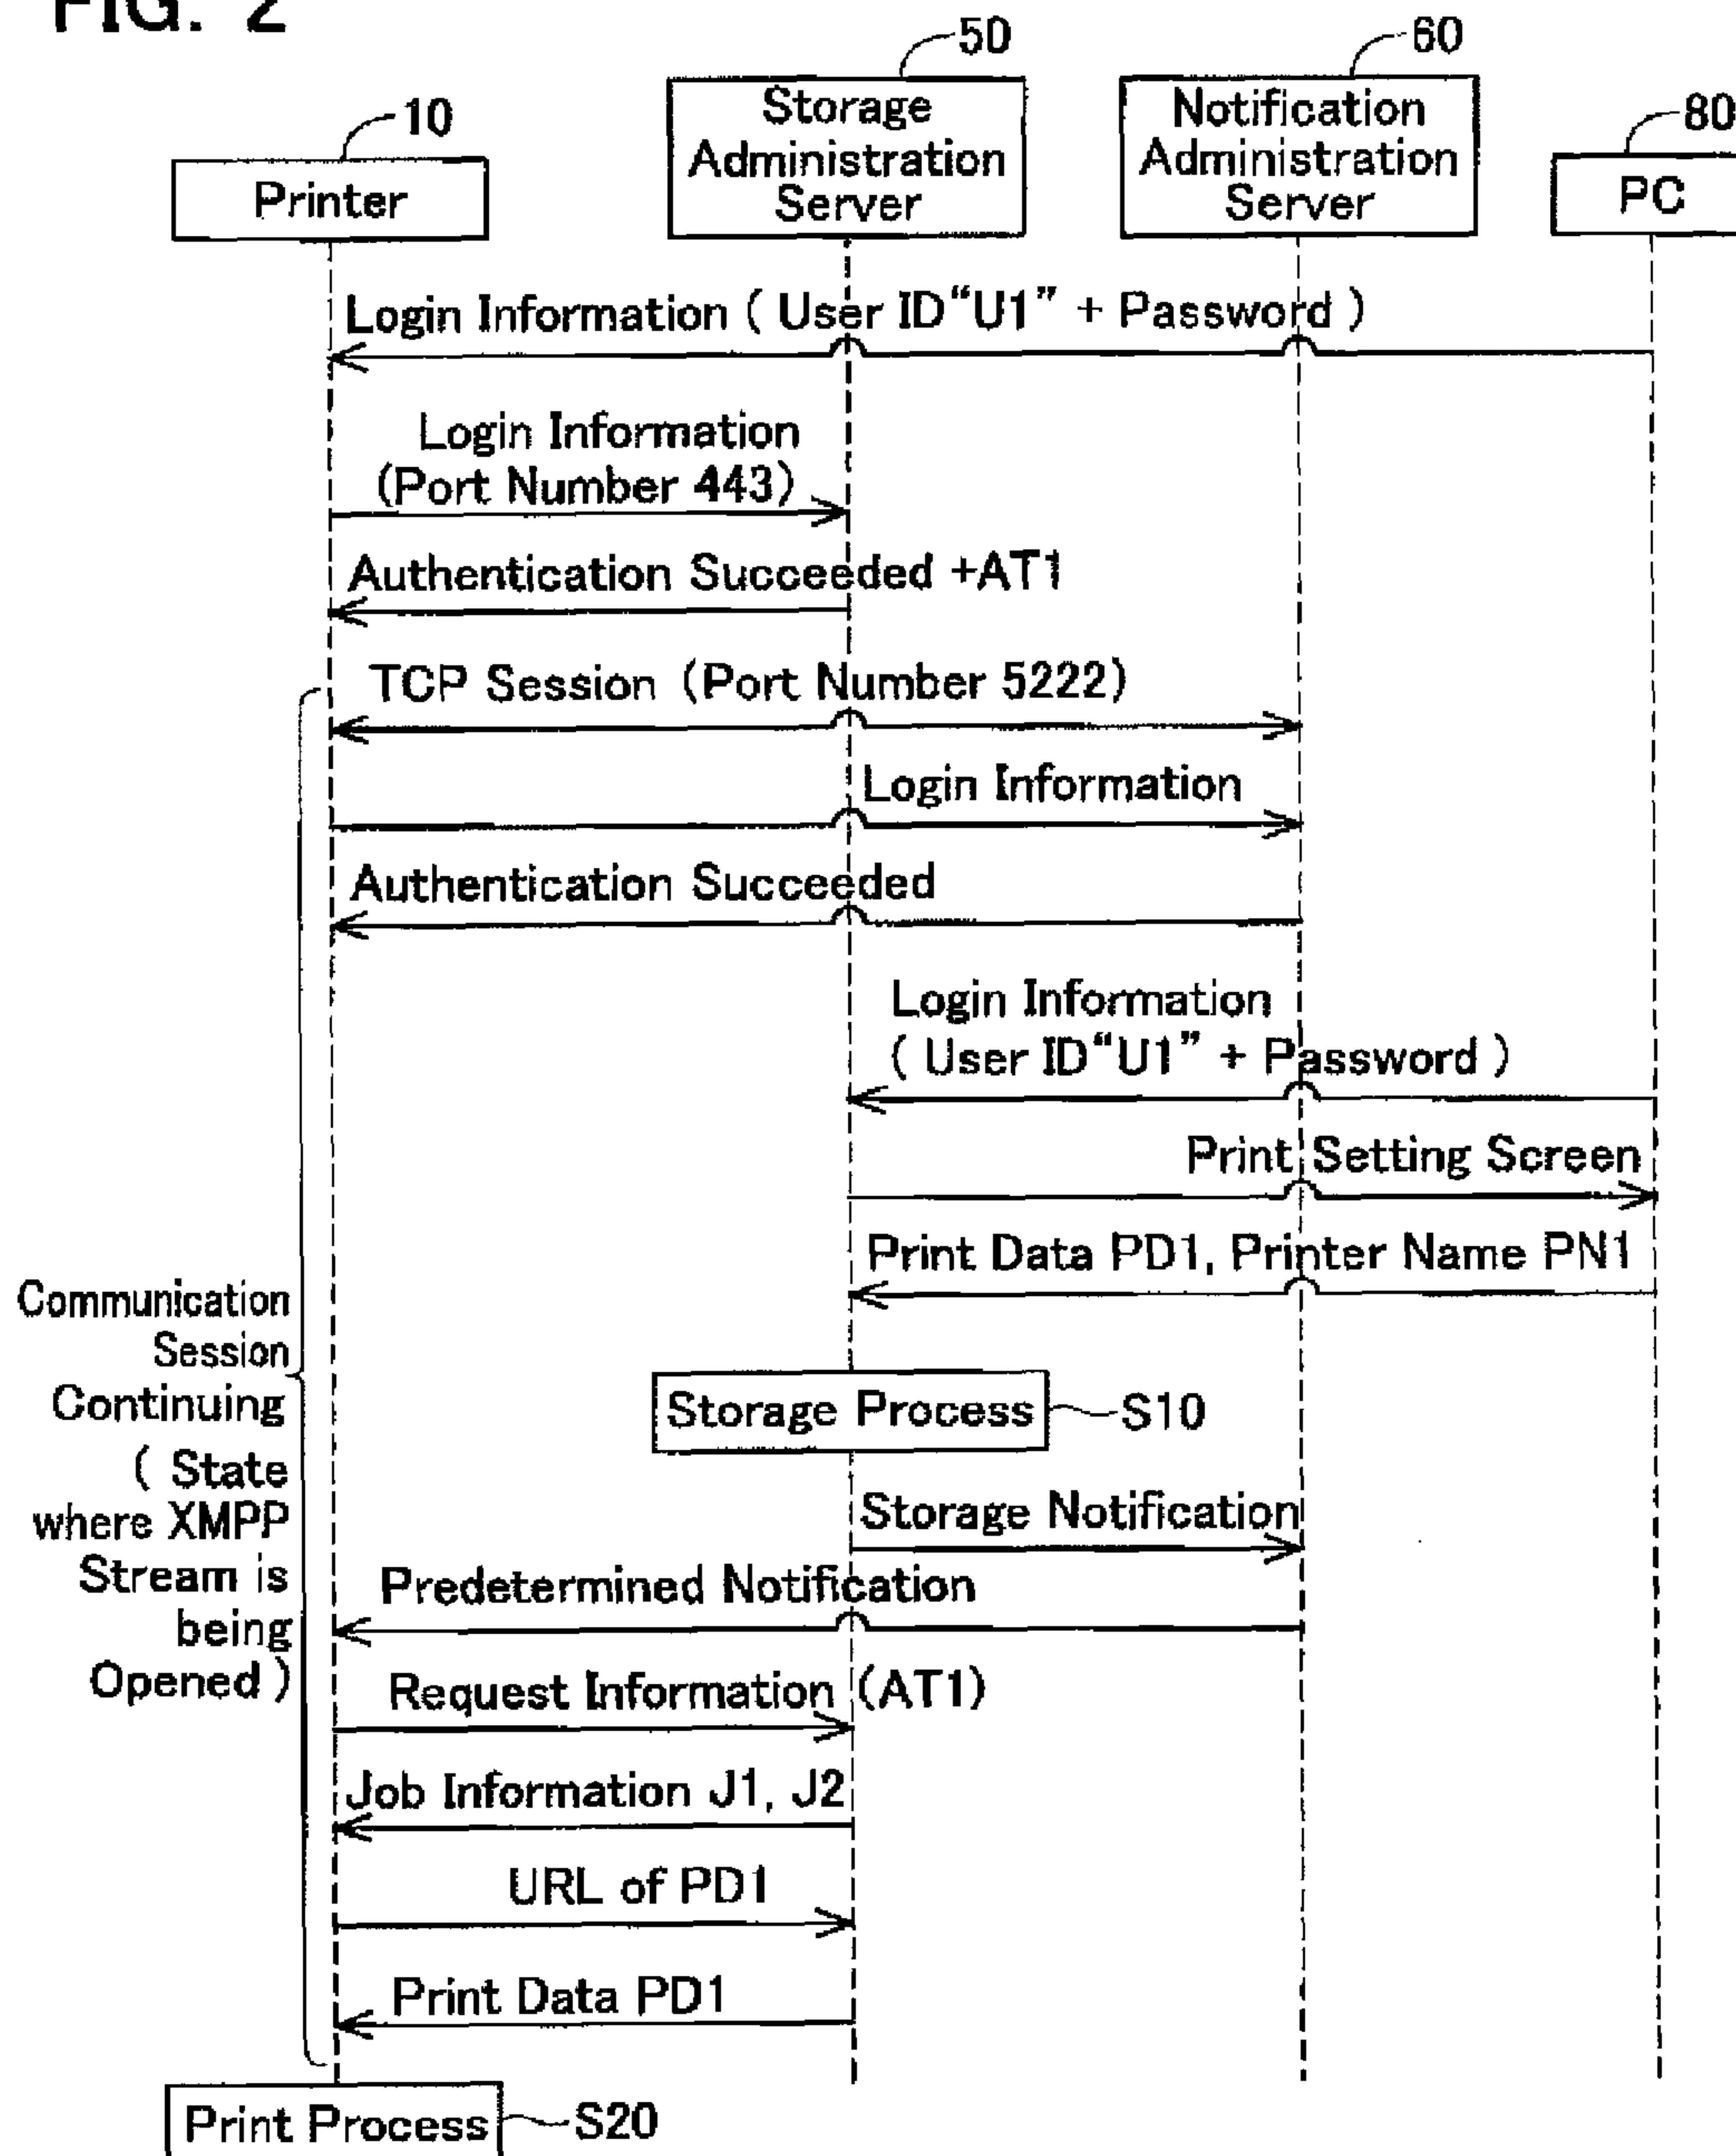 FIG. 2
50
60
10
80
Storage
Administration
Server
Notification
Administration
Server
Printer
PC
Login Information ( User ID“U1” + Password )
Login Information
(Port Number 443)
Authentication Succeeded +AT1
TCP Session (Port Number 5222)
Login Information
Authentication Succeeded
Login Information
( User ID“U1” + Password )
Print Setting Screen
Print Data PD1, Printer Name PN1
Communication
Session
Continuing
( State
where XMPP
Stream is
being
Opened )
Storage Process
S10
Storage Notification
Predetermined Notification
Request Information (AT1)
Job Information J1, J2
URL of PD1
Print Data PD1
Print Process
S20